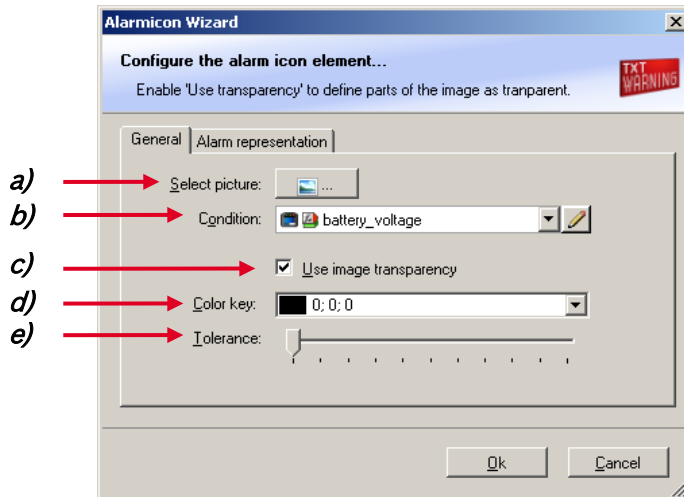 Alarmicon Wizard
Configure the alarm icon element...
Enable 'Use transparency' to define parts of the image as tranparent.
TXT
WARNING
General Alarm representation
a) Select picture: ...
b) Condition: battery_voltage
c) Use image transparency
d) Color key: 0; 0; 0
e) Tolerance:
Ok Cancel